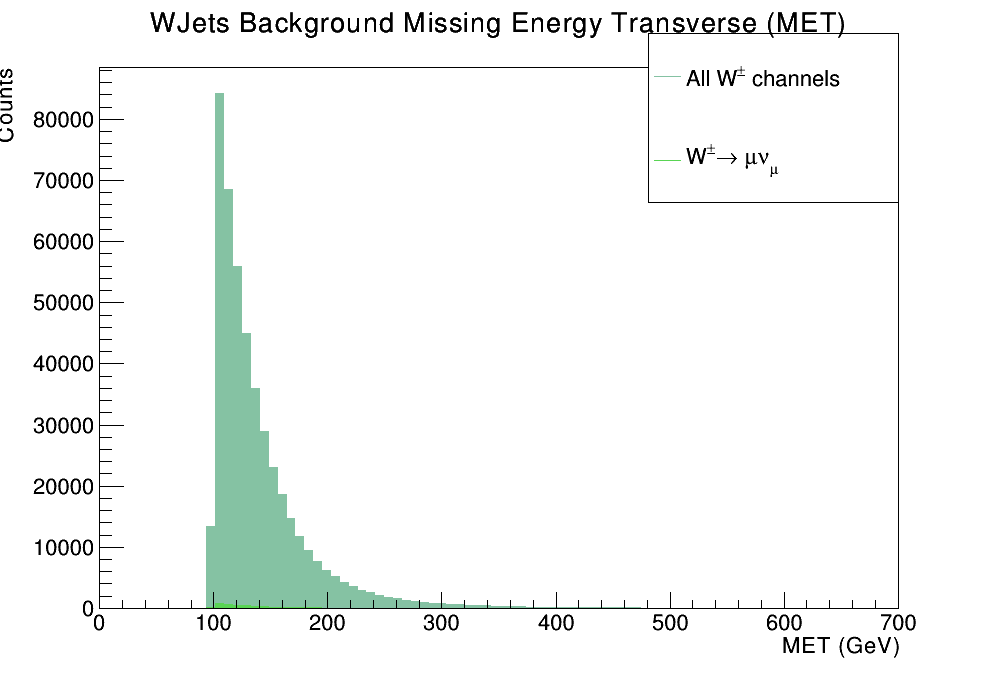 WJets Background Missing Energy Transverse (MET)
Counts
All W± channels
W±→ μνμ
80000
70000
60000
50000
40000
30000
20000
10000
0
0 100 200 300 400 500 600 700
MET (GeV)